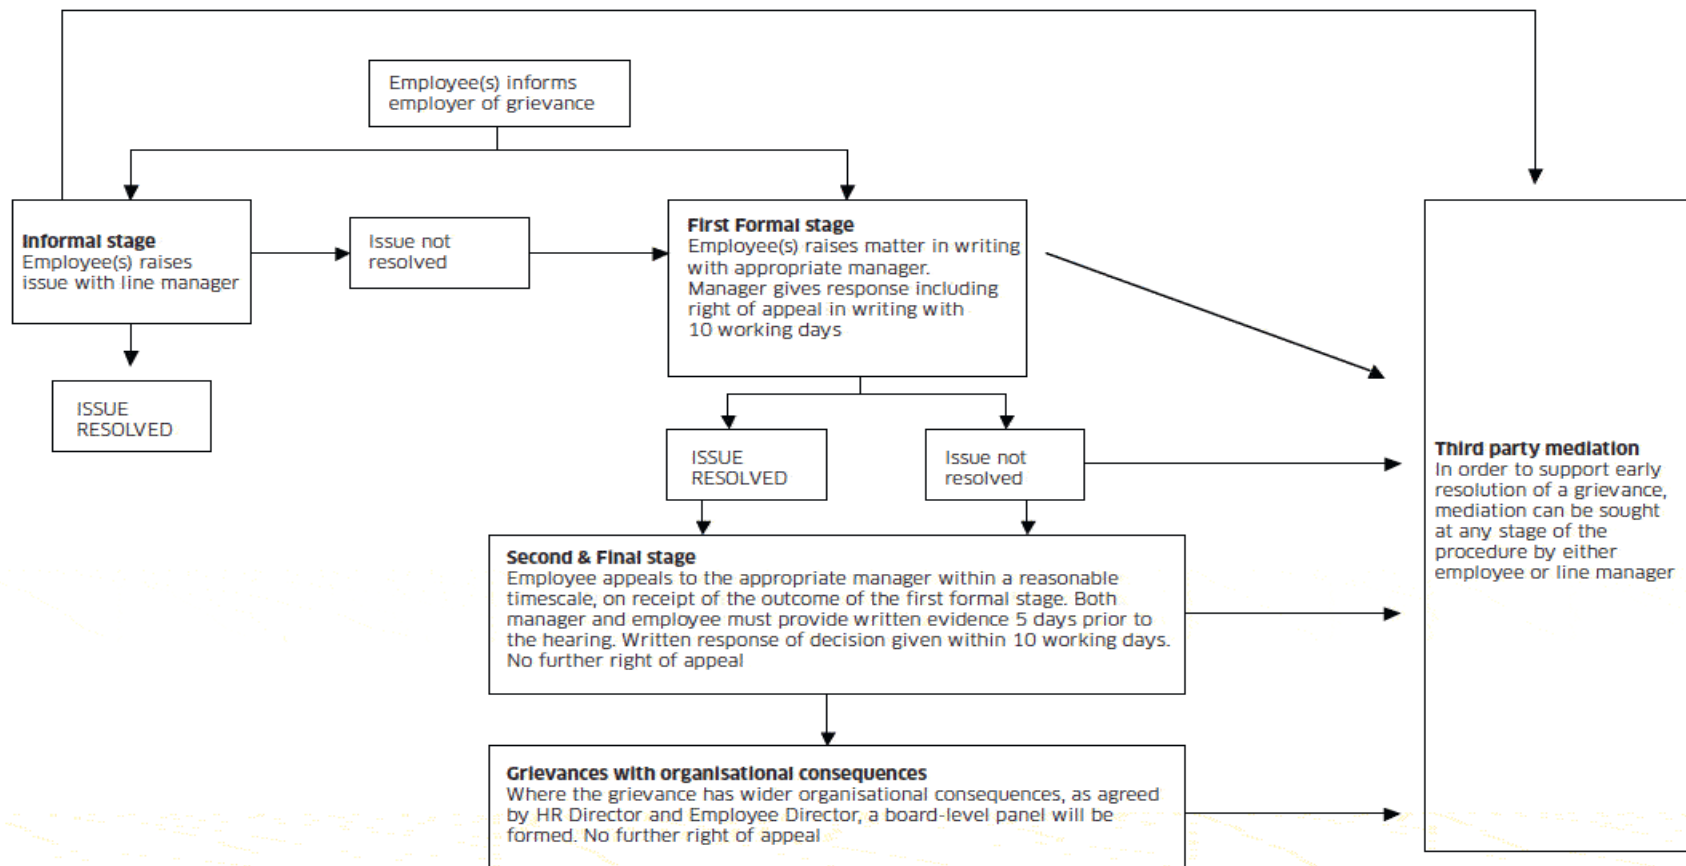 Employee(s) informs
employer of grievance
Informal stage
Employee(s) raises
issue with line manager
Issue not
resolved
First Formal stage
Employee(s) raises matter in writing
with appropriate manager.
Manager gives response including
right of appeal in writing with
10 working days
ISSUE
RESOLVED
ISSUE
RESOLVED
Issue not
resolved
Third party mediation
In order to support early
resolution of a grievance,
mediation can be sought
at any stage of the
procedure by either
employee or line manager
Second & Final stage
Employee appeals to the appropriate manager within a reasonable
timescale, on receipt of the outcome of the first formal stage. Both
manager and employee must provide written evidence 5 days prior to
the hearing. Written response of decision given within 10 working days.
No further right of appeal
Grievances with organisational consequences
Where the grievance has wider organisational consequences, as agreed
by HR Director and Employee Director, a board-level panel will be
formed. No further right of appeal